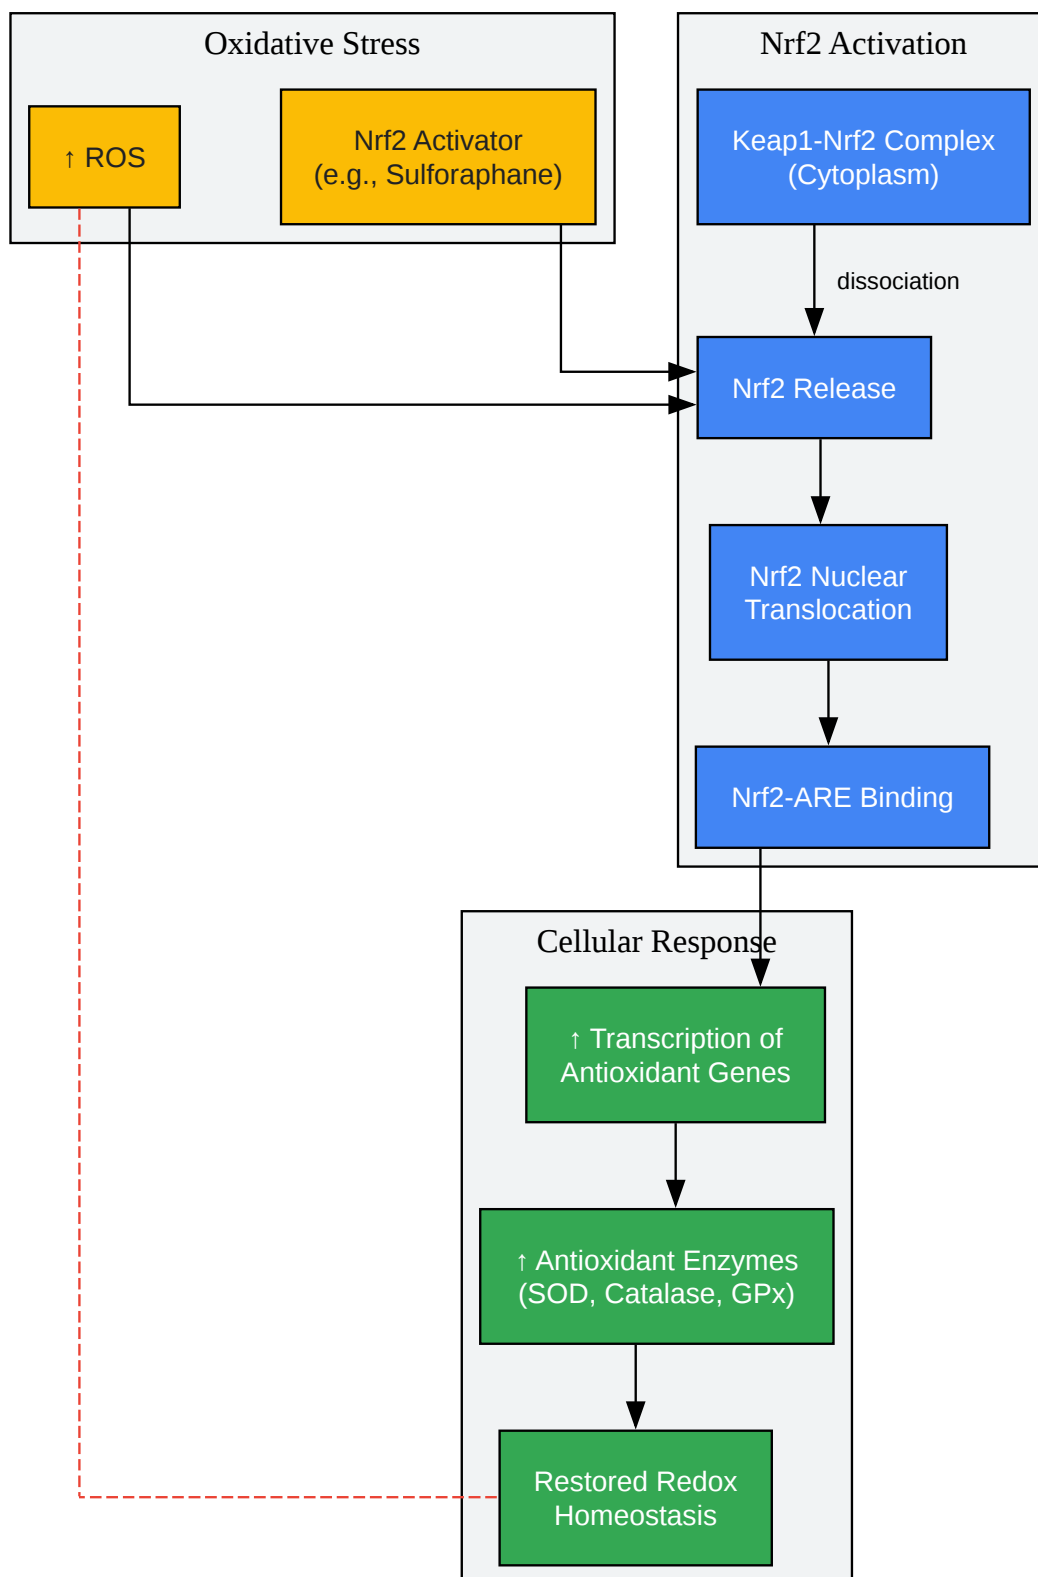 Oxidative Stress
↑ ROS
Nrf2 Activator
(e.g., Sulforaphane)
Nrf2 Activation
Keap1-Nrf2 Complex
(Cytoplasm)
dissociation
Nrf2 Release
Nrf2 Nuclear
Translocation
Nrf2-ARE Binding
Cellular Response
↑ Transcription of
Antioxidant Genes
↑ Antioxidant Enzymes
(SOD, Catalase, GPx)
Restored Redox
Homeostasis